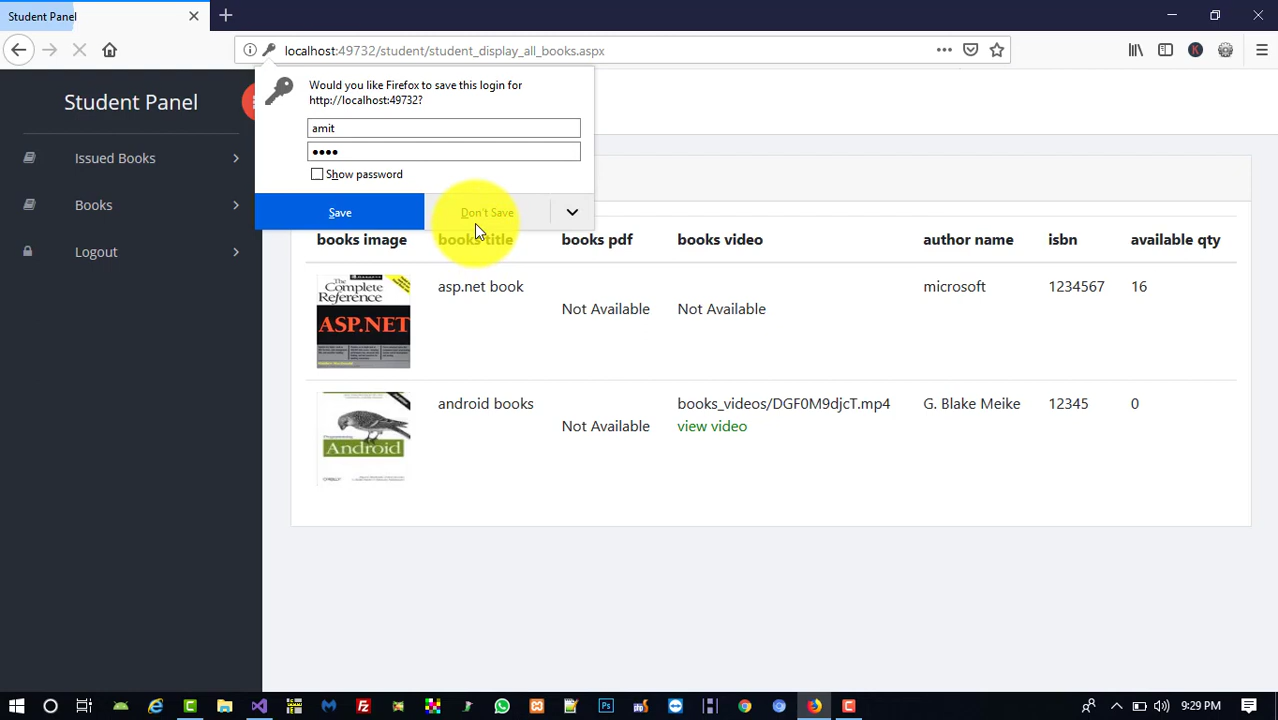 Student Panel
localhost:49732/student/student_display_all_books.aspx
Student Panel
Issued Books
Books
Logout
Would you like Firefox to save this login for
http://localhost:49732?
amit
Show password
Save
Don't Save
books image books title books pdf books video author name isbn available qty
The Complete
Reference
ASP.NET
asp.net book Not Available Not Available microsoft 1234567 16
Programming
Android
O'REILLY
android books Not Available books_videos/DGF0M9djcT.mp4 G. Blake Meike 12345 0
view video
9:29 PM